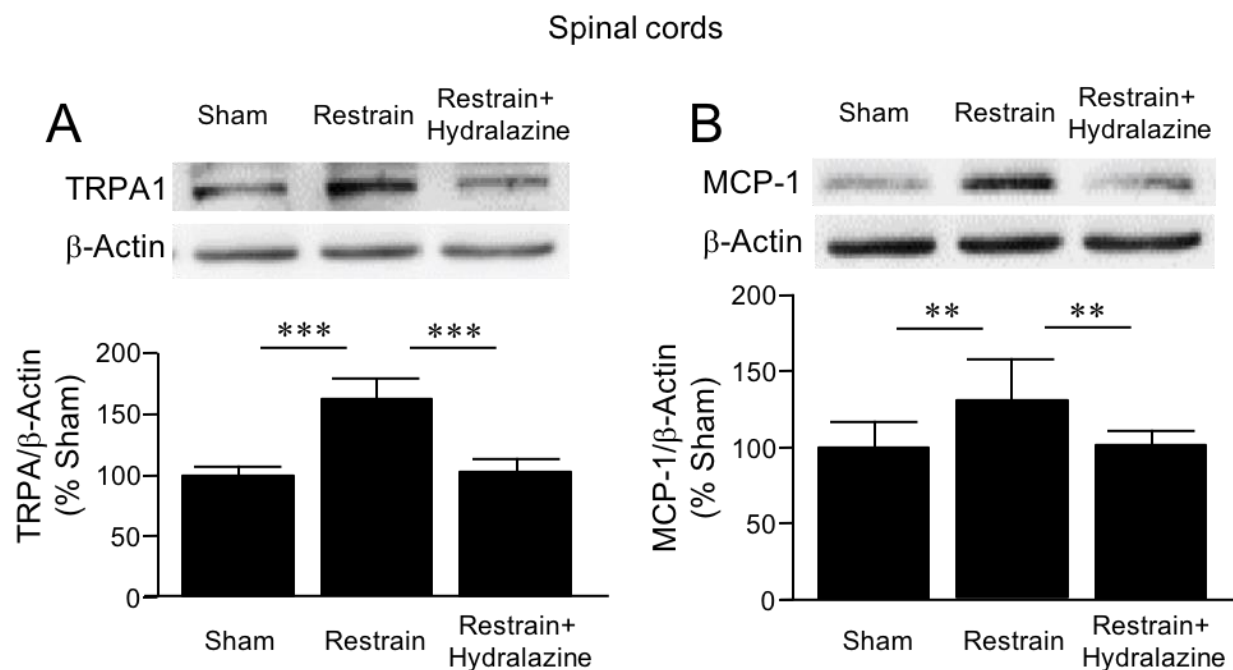 Spinal cords
A
Sham
Restrain
Restrain+
Hydralazine
TRPA1
β-Actin
***
***
TRPA/β-Actin
(% Sham)
200
150
100
50
0
Sham
Restrain
Restrain+
Hydralazine
B
Sham
Restrain
Restrain+
Hydralazine
MCP-1
β-Actin
**
**
MCP-1/β-Actin
(% Sham)
200
150
100
50
0
Sham
Restrain
Restrain+
Hydralazine